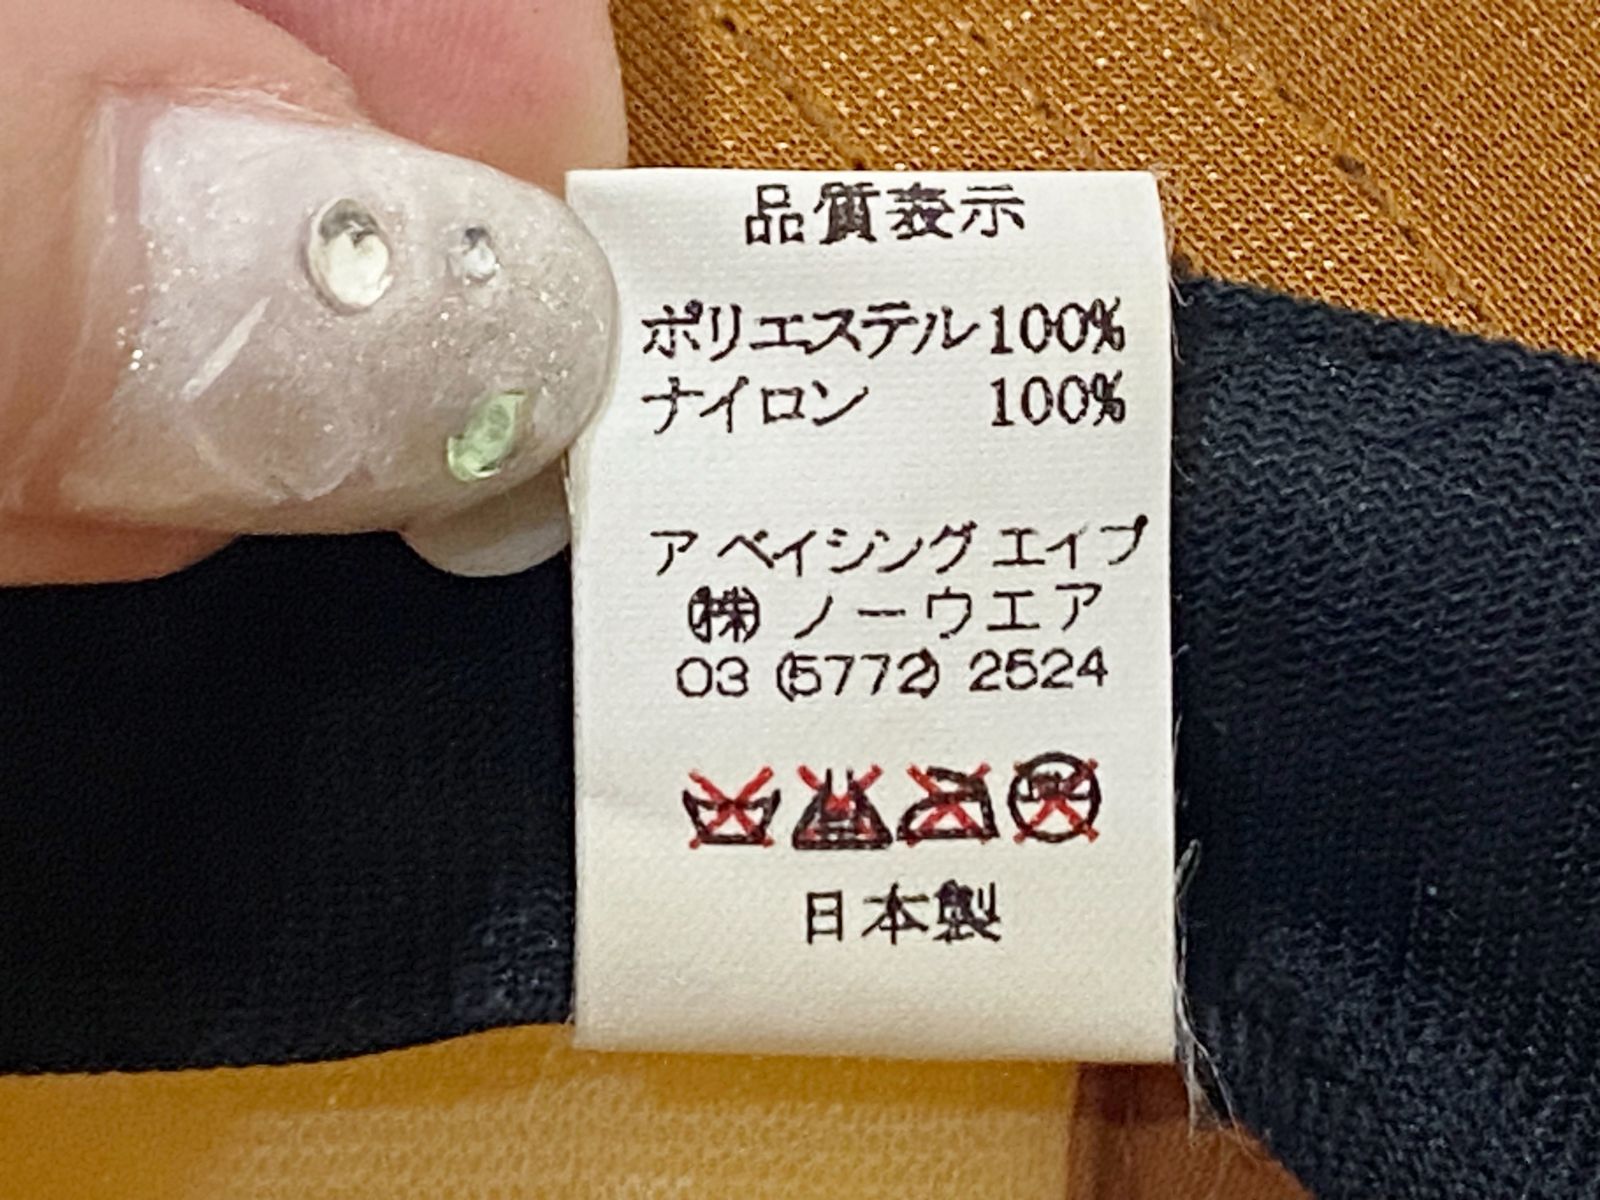 品質表示
ポリエステル100%
ナイロン 100%
ア ベイシング エイプ
㈱ ノーウエア
03 (5772) 2524
日本製